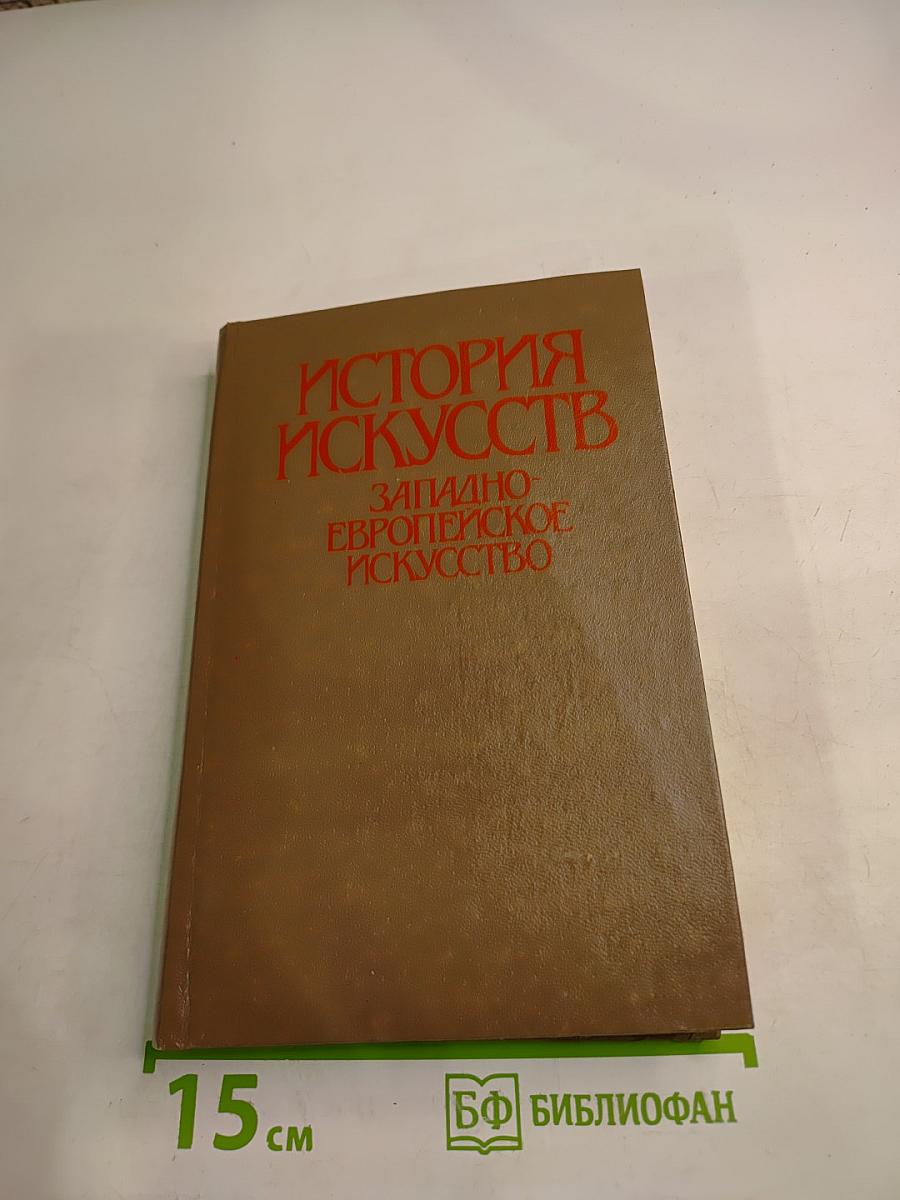 ИСТОРИЯ
ИСКУССТВ
ЗАПАДНО-
ЕВРОПЕЙСКОЕ
ИСКУССТВО
15 см
БФ БИБЛИОФАН